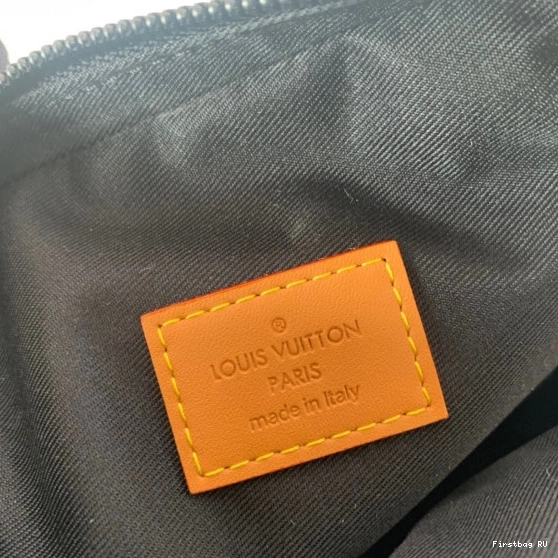 ®
LOUIS VUITTON
PARIS
made in Italy
Firstbag RU